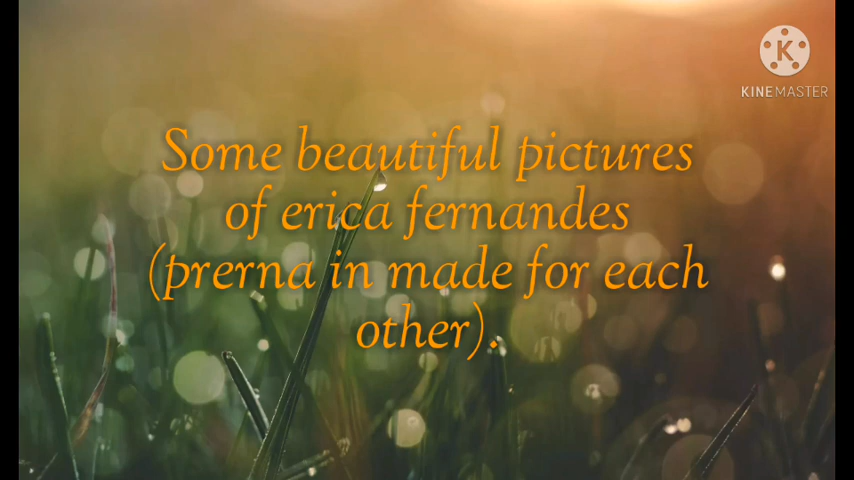 KINEMASTER
Some beautiful pictures
of erica fernandes
(prerna in made for each
other).